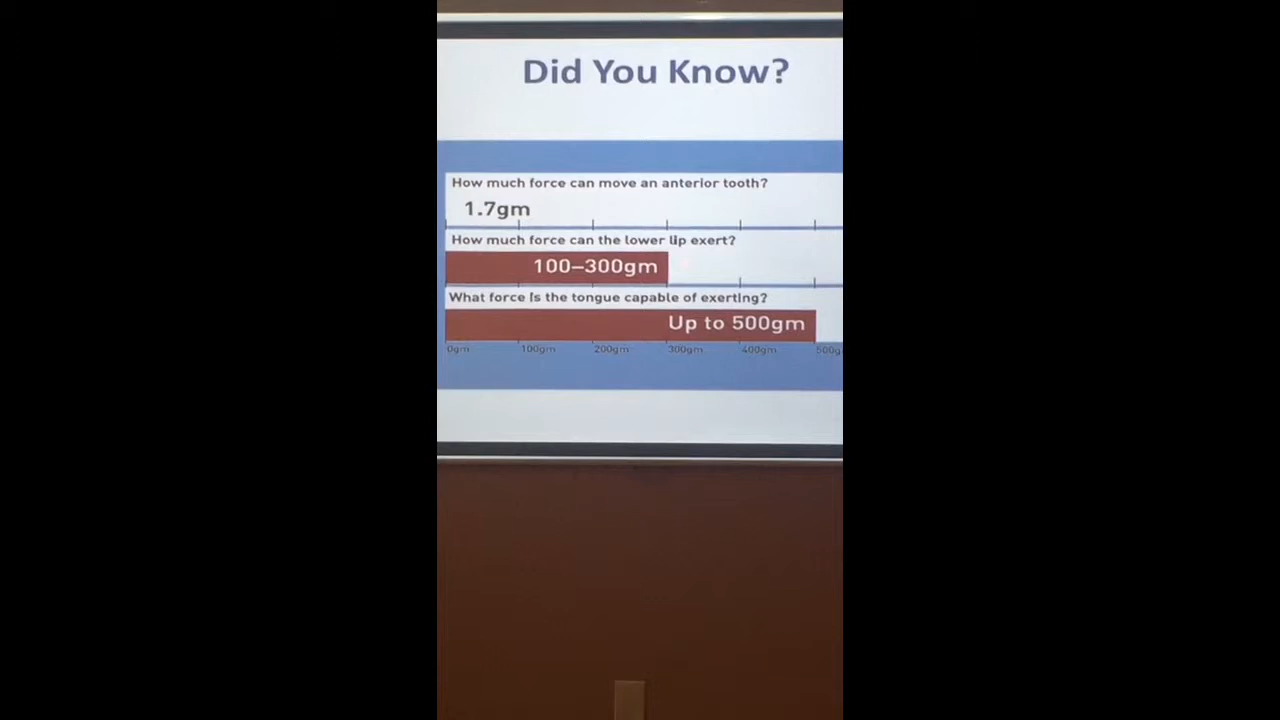 Did You Know?
How much force can move an anterior tooth?
1.7gm
How much force can the lower lip exert?
100–300gm
What force is the tongue capable of exerting?
Up to 500gm
0gm 100gm 200gm 300gm 400gm 500g